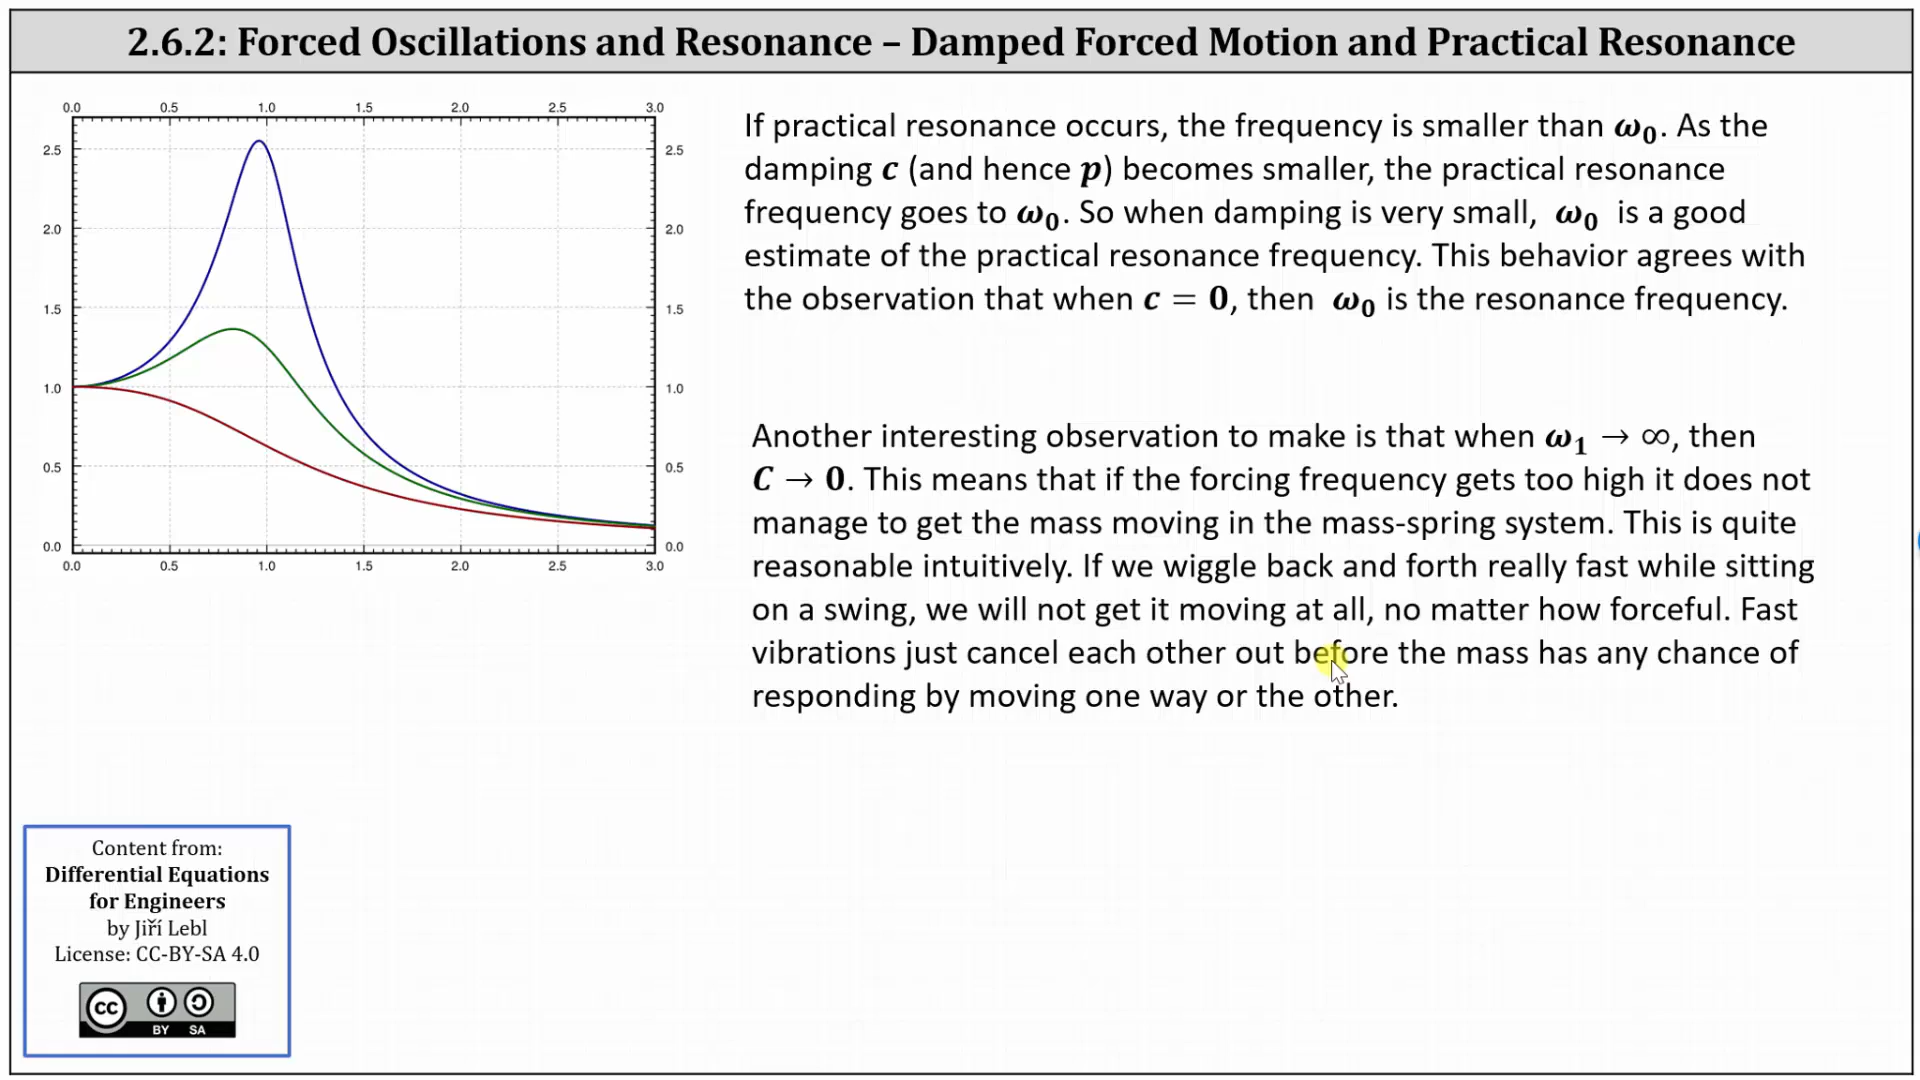 2.6.2: Forced Oscillations and Resonance – Damped Forced Motion and Practical Resonance
0.0 0.5 1.0 1.5 2.0 2.5 3.0
2.5 2.5
2.0 2.0
1.5 1.5
1.0 1.0
0.5 0.5
0.0 0.0
0.0 0.5 1.0 1.5 2.0 2.5 3.0
If practical resonance occurs, the frequency is smaller than ω₀. As the
damping c (and hence p) becomes smaller, the practical resonance
frequency goes to ω₀. So when damping is very small, ω₀ is a good
estimate of the practical resonance frequency. This behavior agrees with
the observation that when c = 0, then ω₀ is the resonance frequency.
Another interesting observation to make is that when ω₁ → ∞, then
C → 0. This means that if the forcing frequency gets too high it does not
manage to get the mass moving in the mass-spring system. This is quite
reasonable intuitively. If we wiggle back and forth really fast while sitting
on a swing, we will not get it moving at all, no matter how forceful. Fast
vibrations just cancel each other out before the mass has any chance of
responding by moving one way or the other.
Content from:
Differential Equations
for Engineers
by Jiří Lebl
License: CC-BY-SA 4.0
cc
BY SA